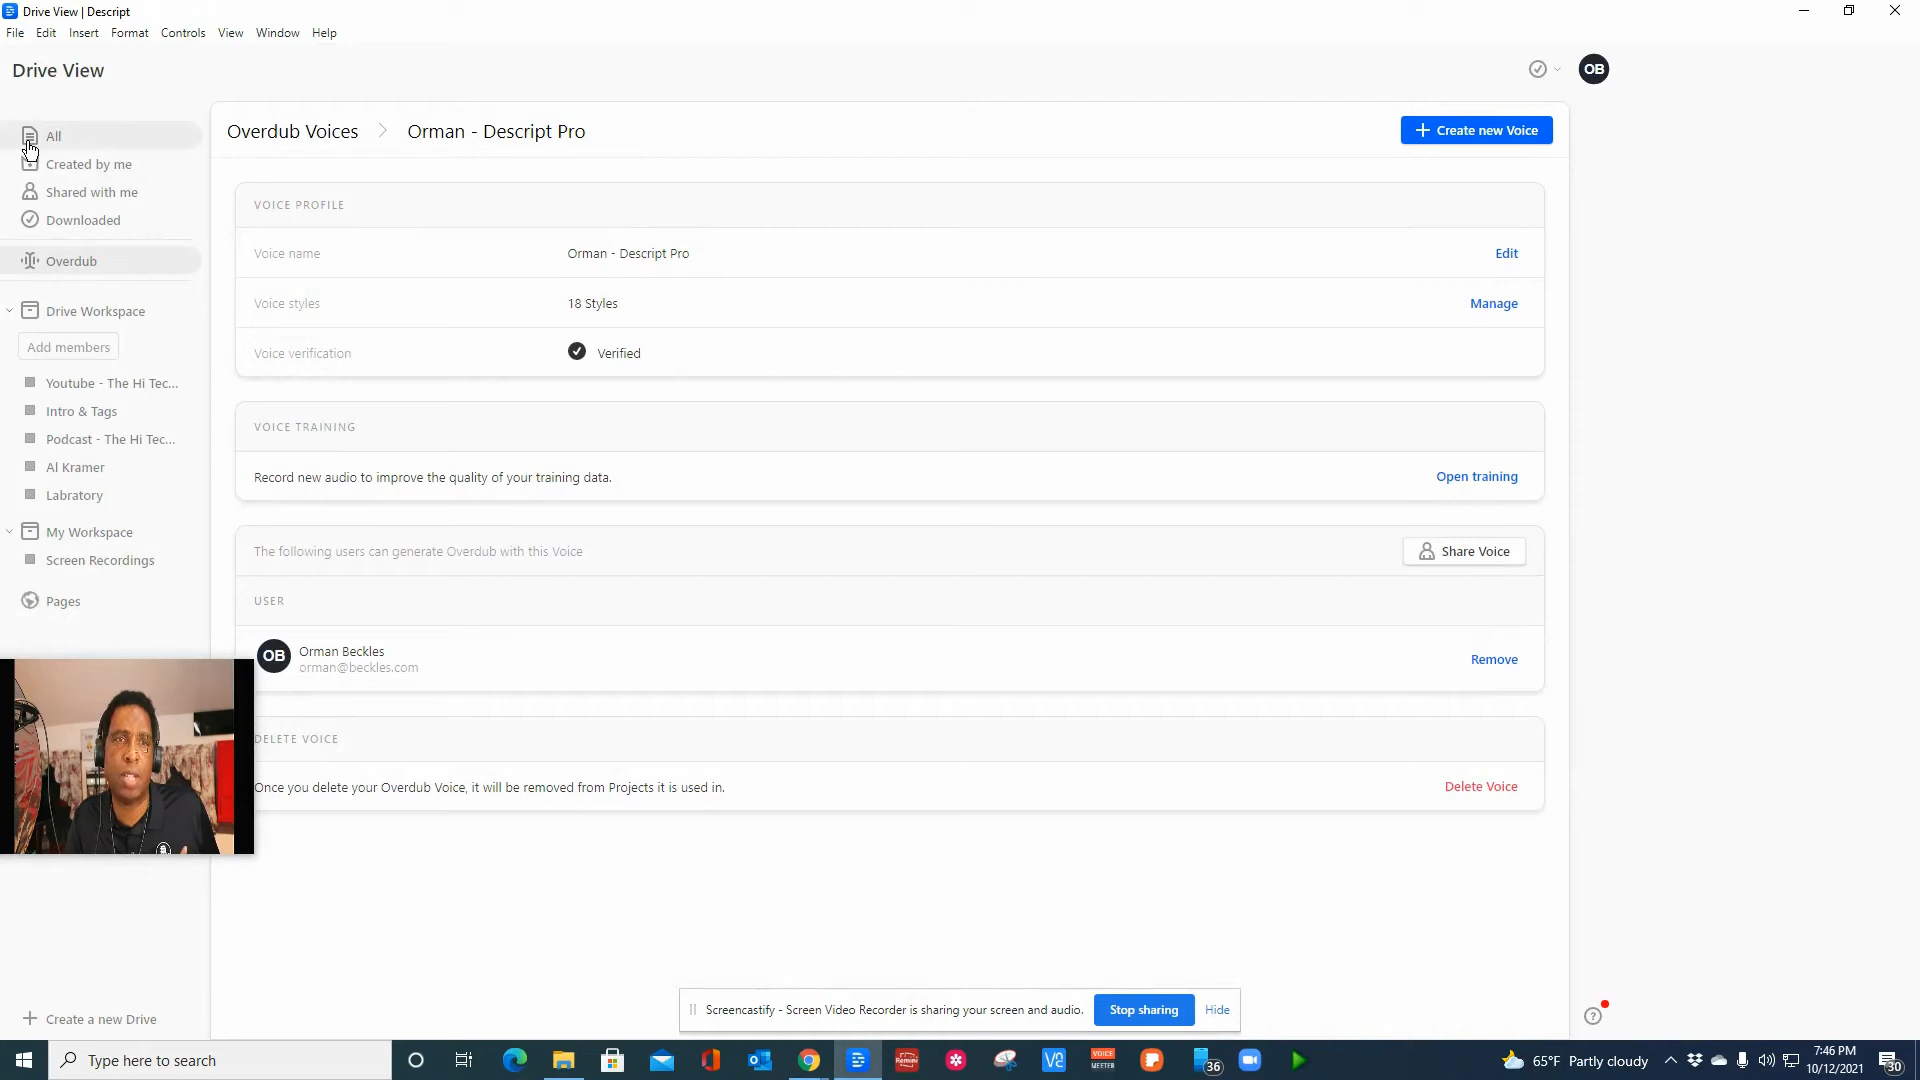 Drive View | Descript
File Edit Insert Format Controls View Window Help
Drive View
OB
All
Created by me
Shared with me
Downloaded
Overdub
Drive Workspace
Add members
Youtube - The Hi Tec...
Intro & Tags
Podcast - The Hi Tec...
Al Kramer
Labratory
My Workspace
Screen Recordings
Pages
Create a new Drive
Overdub Voices > Orman - Descript Pro
Create new Voice
VOICE PROFILE
Voice name Orman - Descript Pro Edit
Voice styles 18 Styles Manage
Voice verification Verified
VOICE TRAINING
Record new audio to improve the quality of your training data. Open training
The following users can generate Overdub with this Voice Share Voice
USER
OB
Orman Beckles
orman@beckles.com
Remove
DELETE VOICE
Once you delete your Overdub Voice, it will be removed from Projects it is used in. Delete Voice
Screencastify - Screen Video Recorder is sharing your screen and audio. Stop sharing Hide
Type here to search
Remini
VOICE
MEETER
36
65°F Partly cloudy
7:46 PM
10/12/2021
30